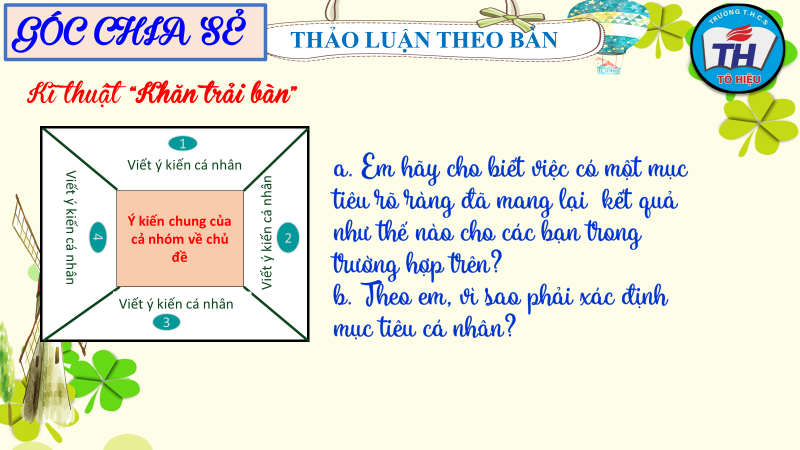 GÓC CHIA SẺ
THẢO LUẬN THEO BÀN
TRƯỜNG T.H.C.S
TH
TÔ HIỆU
Kĩ thuật “Khăn trải bàn”
1
Viết ý kiến cá nhân
Viết ý kiến cá nhân
4
Ý kiến chung của
cả nhóm về chủ
đề
Viết ý kiến cá nhân
2
Viết ý kiến cá nhân
3
a. Em hãy cho biết việc có một mục
tiêu rõ ràng đã mang lại kết quả
như thế nào cho các bạn trong
trường hợp trên?
b. Theo em, vì sao phải xác định
mục tiêu cá nhân?